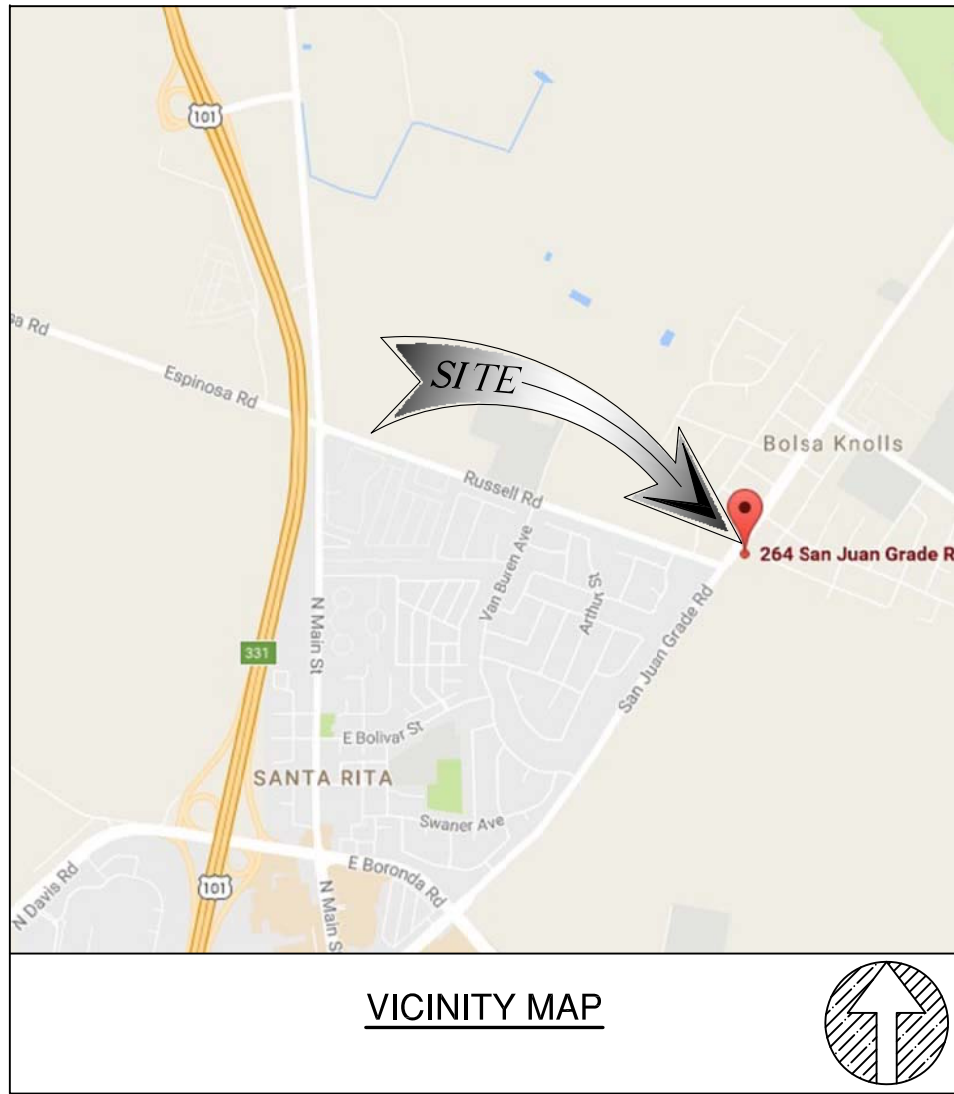 101
sa Rd
Espinosa Rd
SITE
Bolsa Knolls
Russell Rd
Van Buren Ave
Arthur St
264 San Juan Grade R
San Juan Grade Rd
N Main St
331
E Bolivar St
SANTA RITA
Swaner Ave
E Boronda Rd
N Davis Rd
101
N Main S
VICINITY MAP